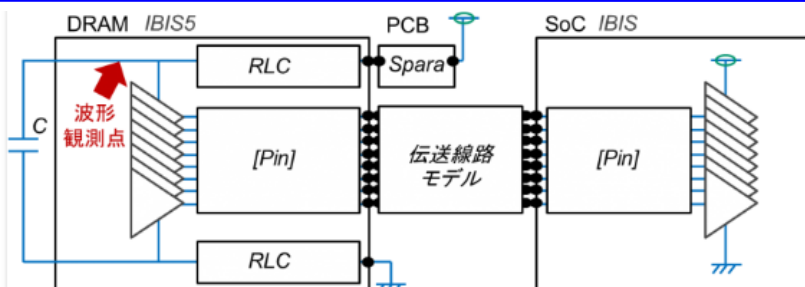 DRAM IBIS5
PCB
SoC IBIS
RLC
Spara
波形
観測点
C
[Pin]
伝送線路
モデル
[Pin]
RLC